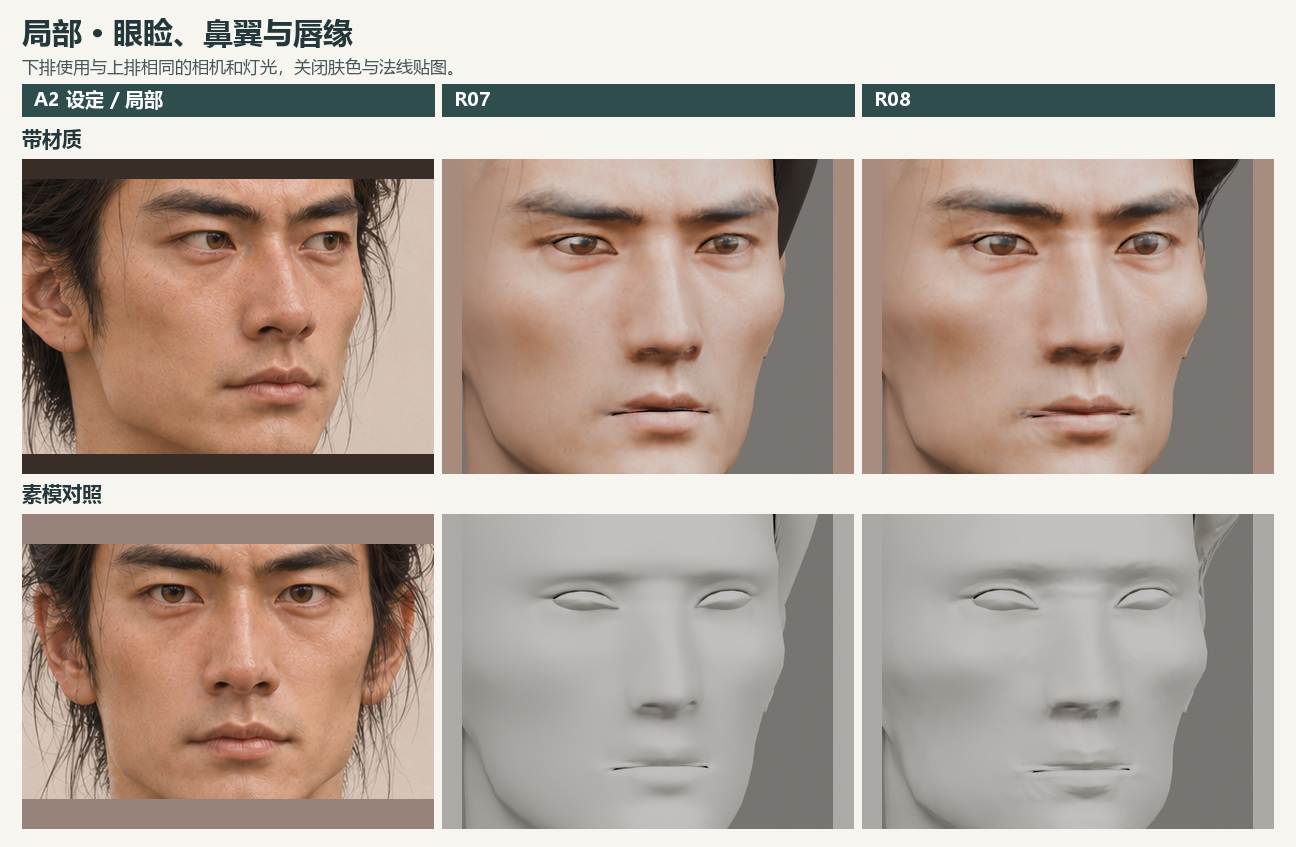 局部・眼睑、鼻翼与唇缘
下排使用与上排相同的相机和灯光，关闭肤色与法线贴图。
A2 设定 / 局部
R07
R08
带材质
素模对照